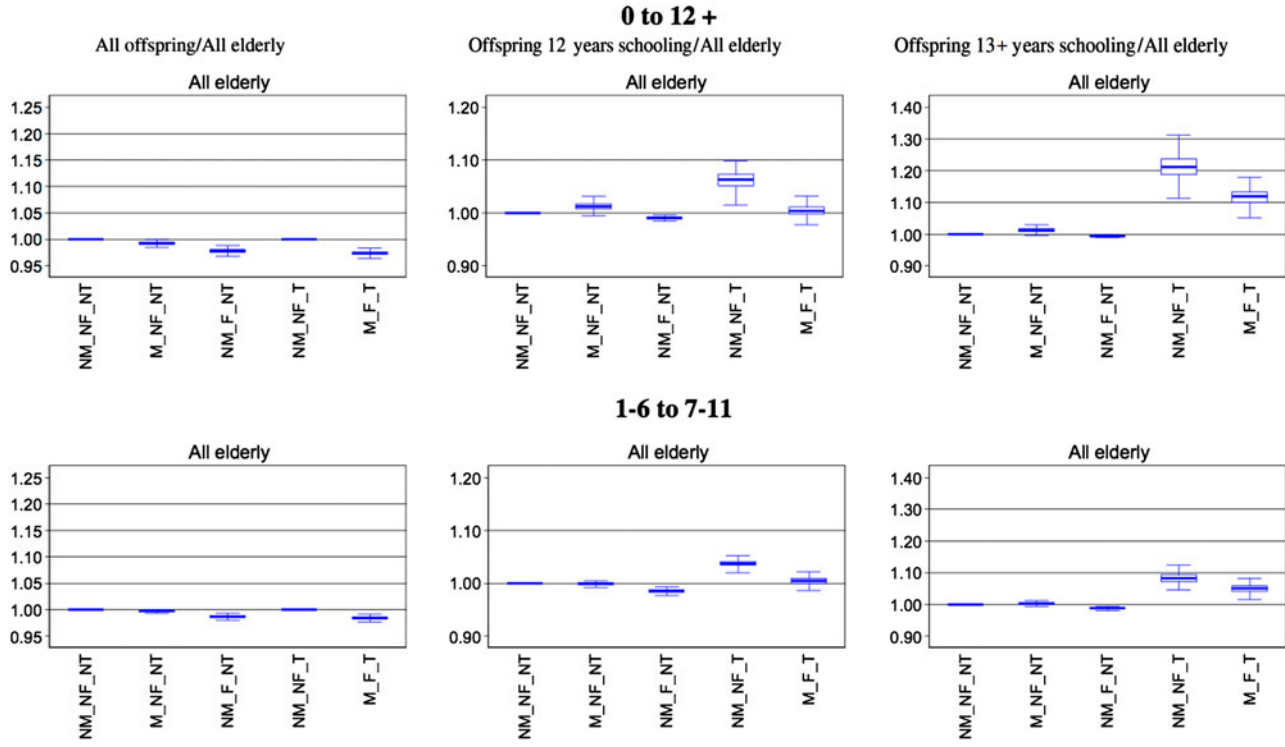 0 to 12 +
All offspring/All elderly
Offspring 12 years schooling/All elderly
Offspring 13+ years schooling/All elderly
All elderly
1.25
1.20
1.15
1.10
1.05
1.00
0.95
NM_NF_NT
M_NF_NT
NM_F_NT
NM_NF_T
M_F_T
All elderly
1.20
1.10
1.00
0.90
NM_NF_NT
M_NF_NT
NM_F_NT
NM_NF_T
M_F_T
All elderly
1.40
1.30
1.20
1.10
1.00
0.90
NM_NF_NT
M_NF_NT
NM_F_NT
NM_NF_T
M_F_T
1-6 to 7-11
All elderly
1.25
1.20
1.15
1.10
1.05
1.00
0.95
NM_NF_NT
M_NF_NT
NM_F_NT
NM_NF_T
M_F_T
All elderly
1.20
1.10
1.00
0.90
NM_NF_NT
M_NF_NT
NM_F_NT
NM_NF_T
M_F_T
All elderly
1.40
1.30
1.20
1.10
1.00
0.90
NM_NF_NT
M_NF_NT
NM_F_NT
NM_NF_T
M_F_T